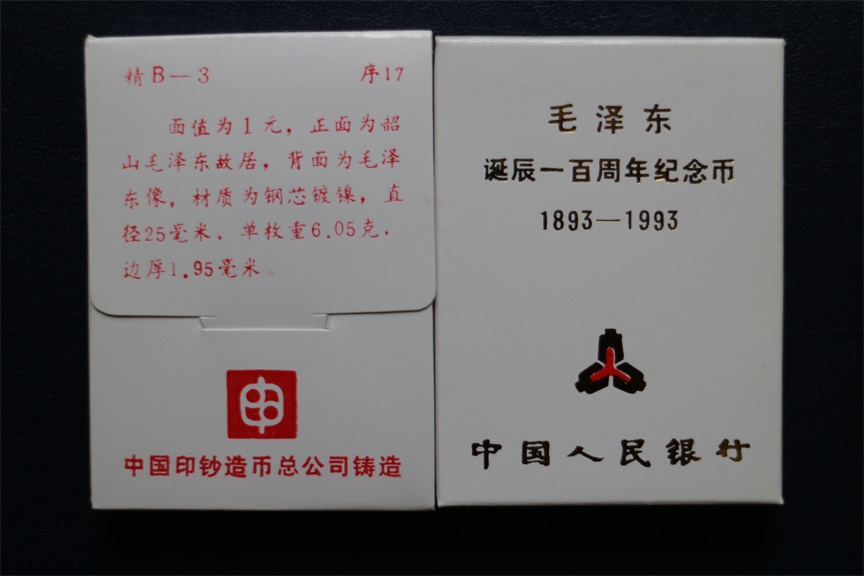 精B—3 序17
面值为1元，正面为韶
山毛泽东故居，背面为毛泽
东像，材质为钢芯镀镍，直
径25毫米，单枚重6.05克，
边厚1.95毫米。
中国印钞造币总公司铸造
毛泽东
诞辰一百周年纪念币
1893—1993
中国人民银行